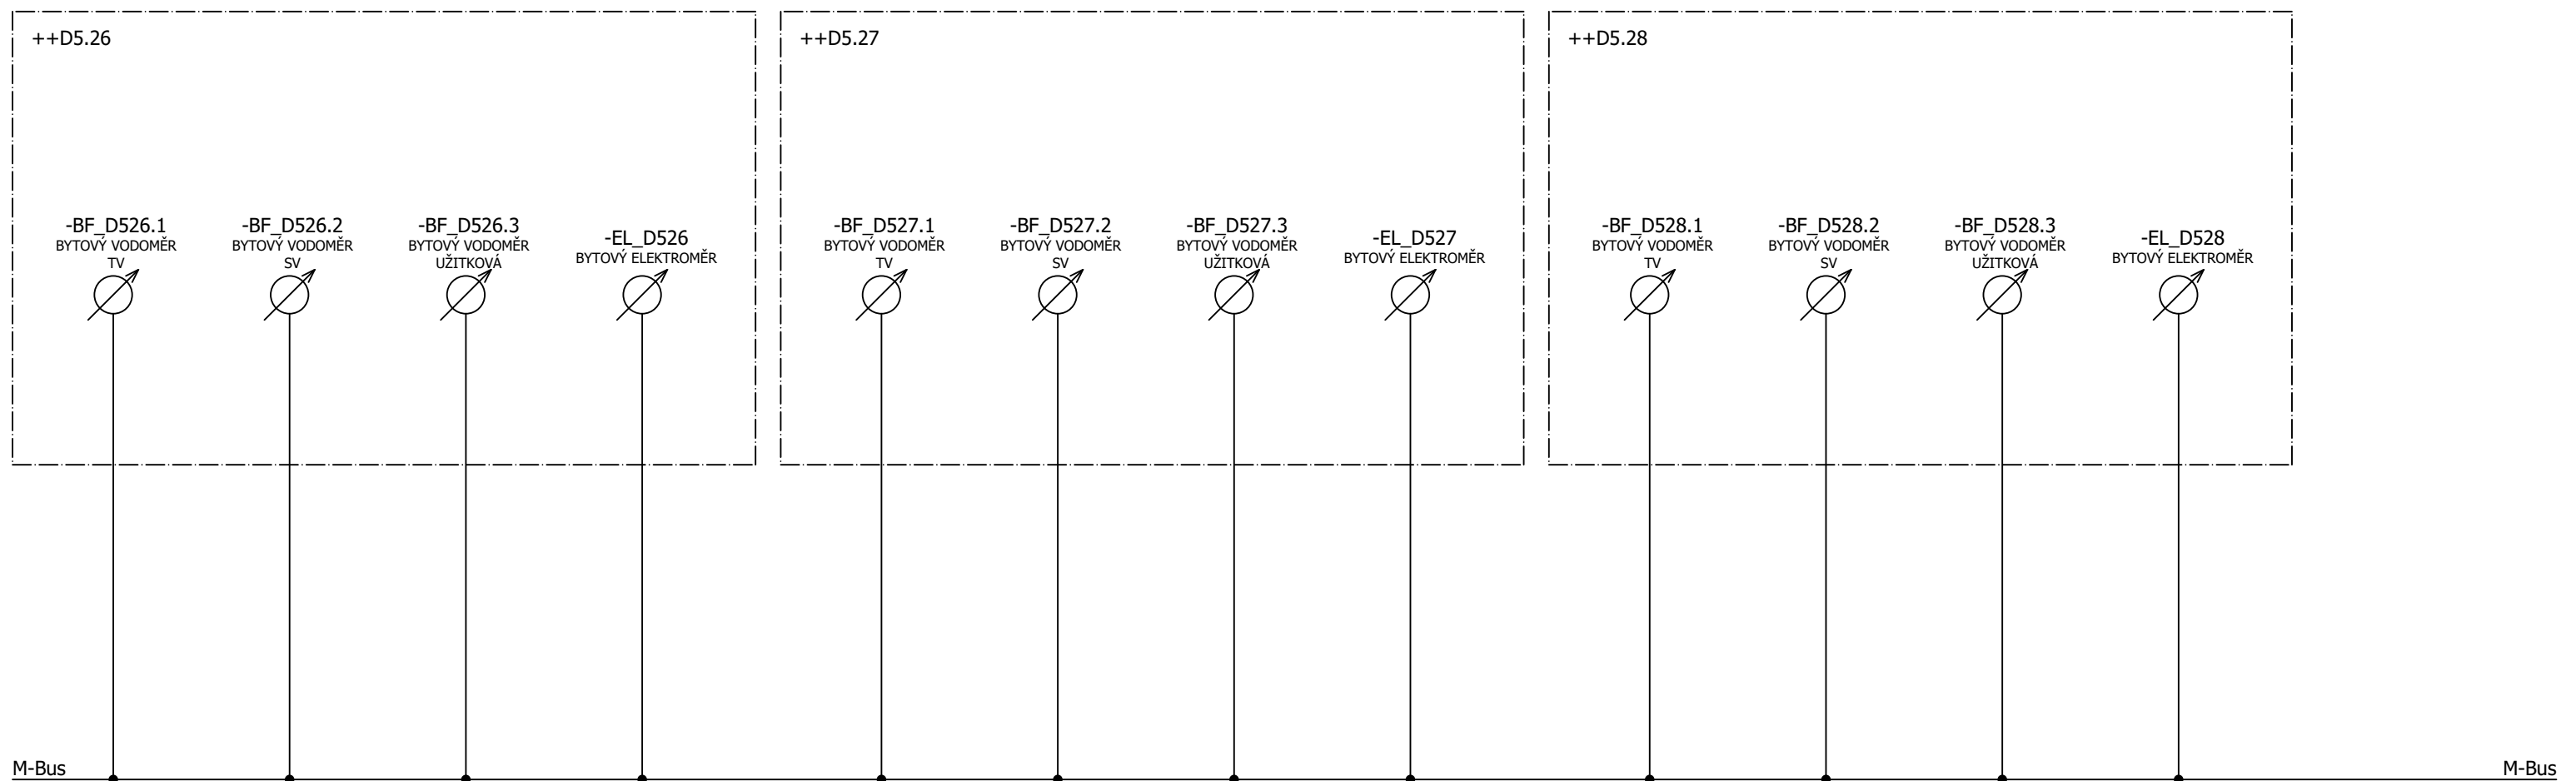 ++D5.26
++D5.27
++D5.28
-BF_D526.1
BYTOVÝ VODOMĚR
TV
-BF_D526.2
BYTOVÝ VODOMĚR
SV
-BF_D526.3
BYTOVÝ VODOMĚR
UŽITKOVÁ
-EL_D526
BYTOVÝ ELEKTROMĚR
-BF_D527.1
BYTOVÝ VODOMĚR
TV
-BF_D527.2
BYTOVÝ VODOMĚR
SV
-BF_D527.3
BYTOVÝ VODOMĚR
UŽITKOVÁ
-EL_D527
BYTOVÝ ELEKTROMĚR
-BF_D528.1
BYTOVÝ VODOMĚR
TV
-BF_D528.2
BYTOVÝ VODOMĚR
SV
-BF_D528.3
BYTOVÝ VODOMĚR
UŽITKOVÁ
-EL_D528
BYTOVÝ ELEKTROMĚR
M-Bus
M-Bus